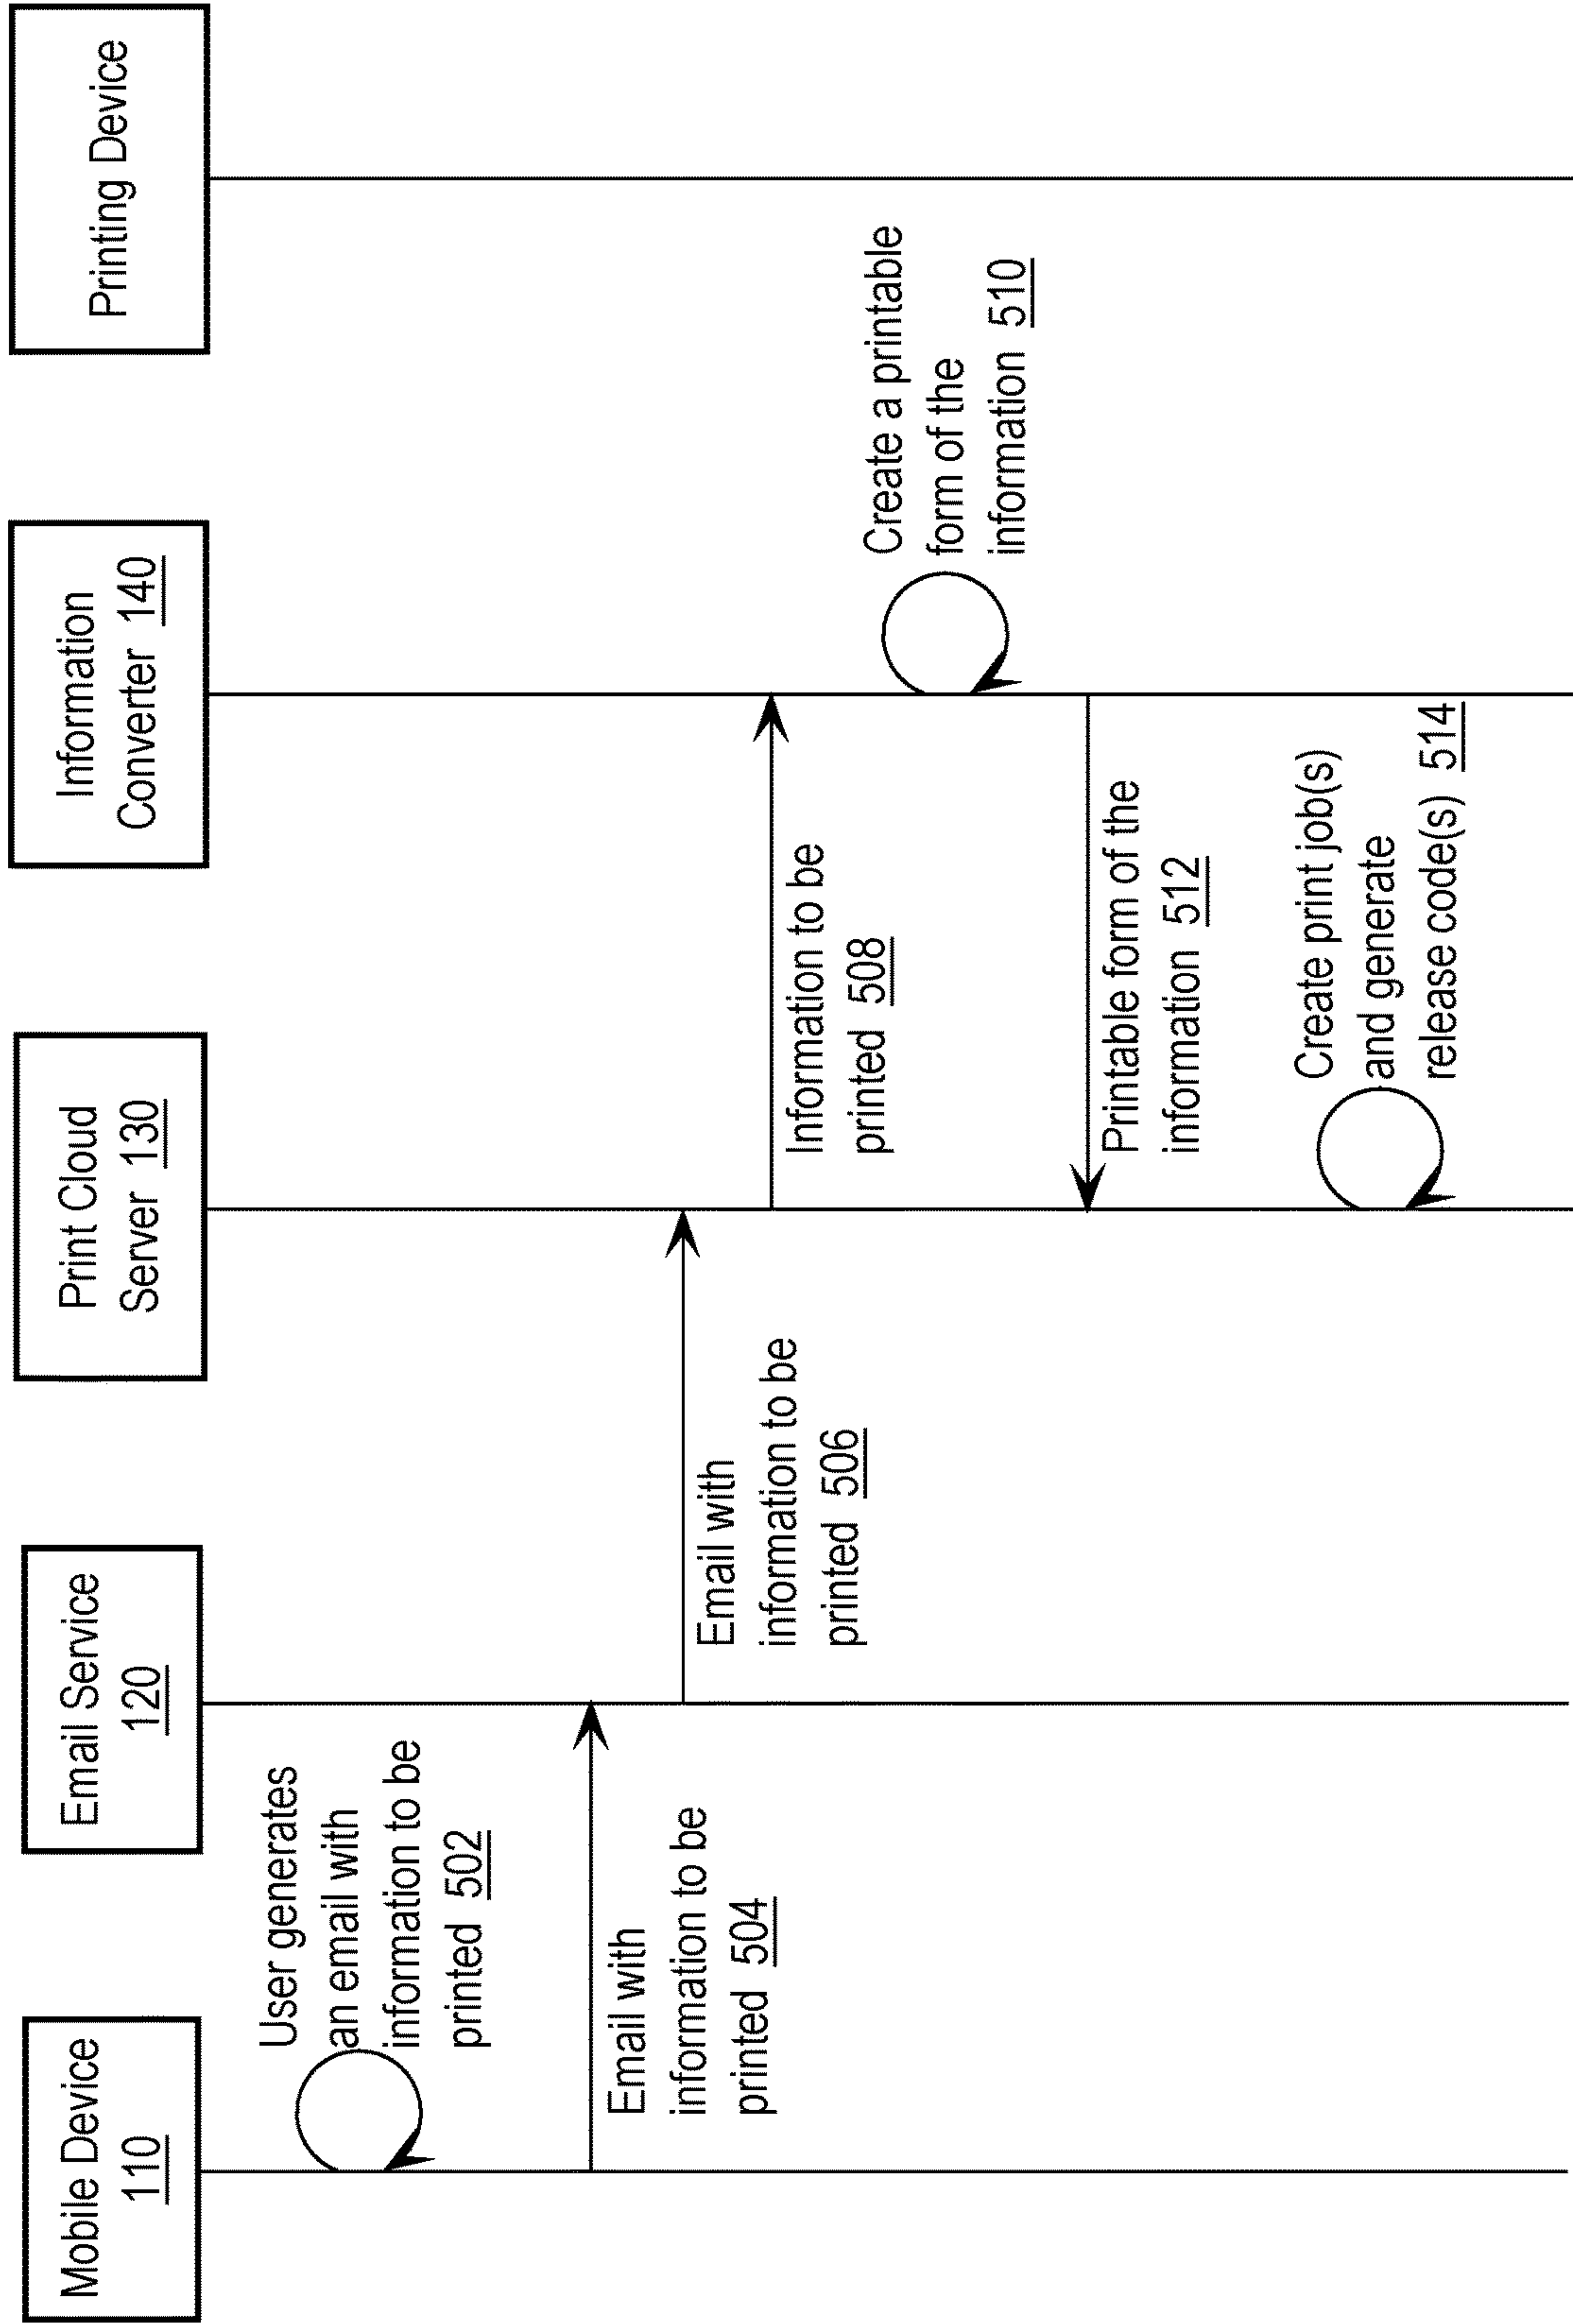 Mobile Device
110
Email Service
120
Print Cloud
Server 130
Information
Converter 140
Printing Device
User generates
an email with
information to be
printed 502
Email with
information to be
printed 504
Email with
information to be
printed 506
Information to be
printed 508
Create a printable
form of the
information 510
Printable form of the
information 512
Create print job(s)
and generate
release code(s) 514